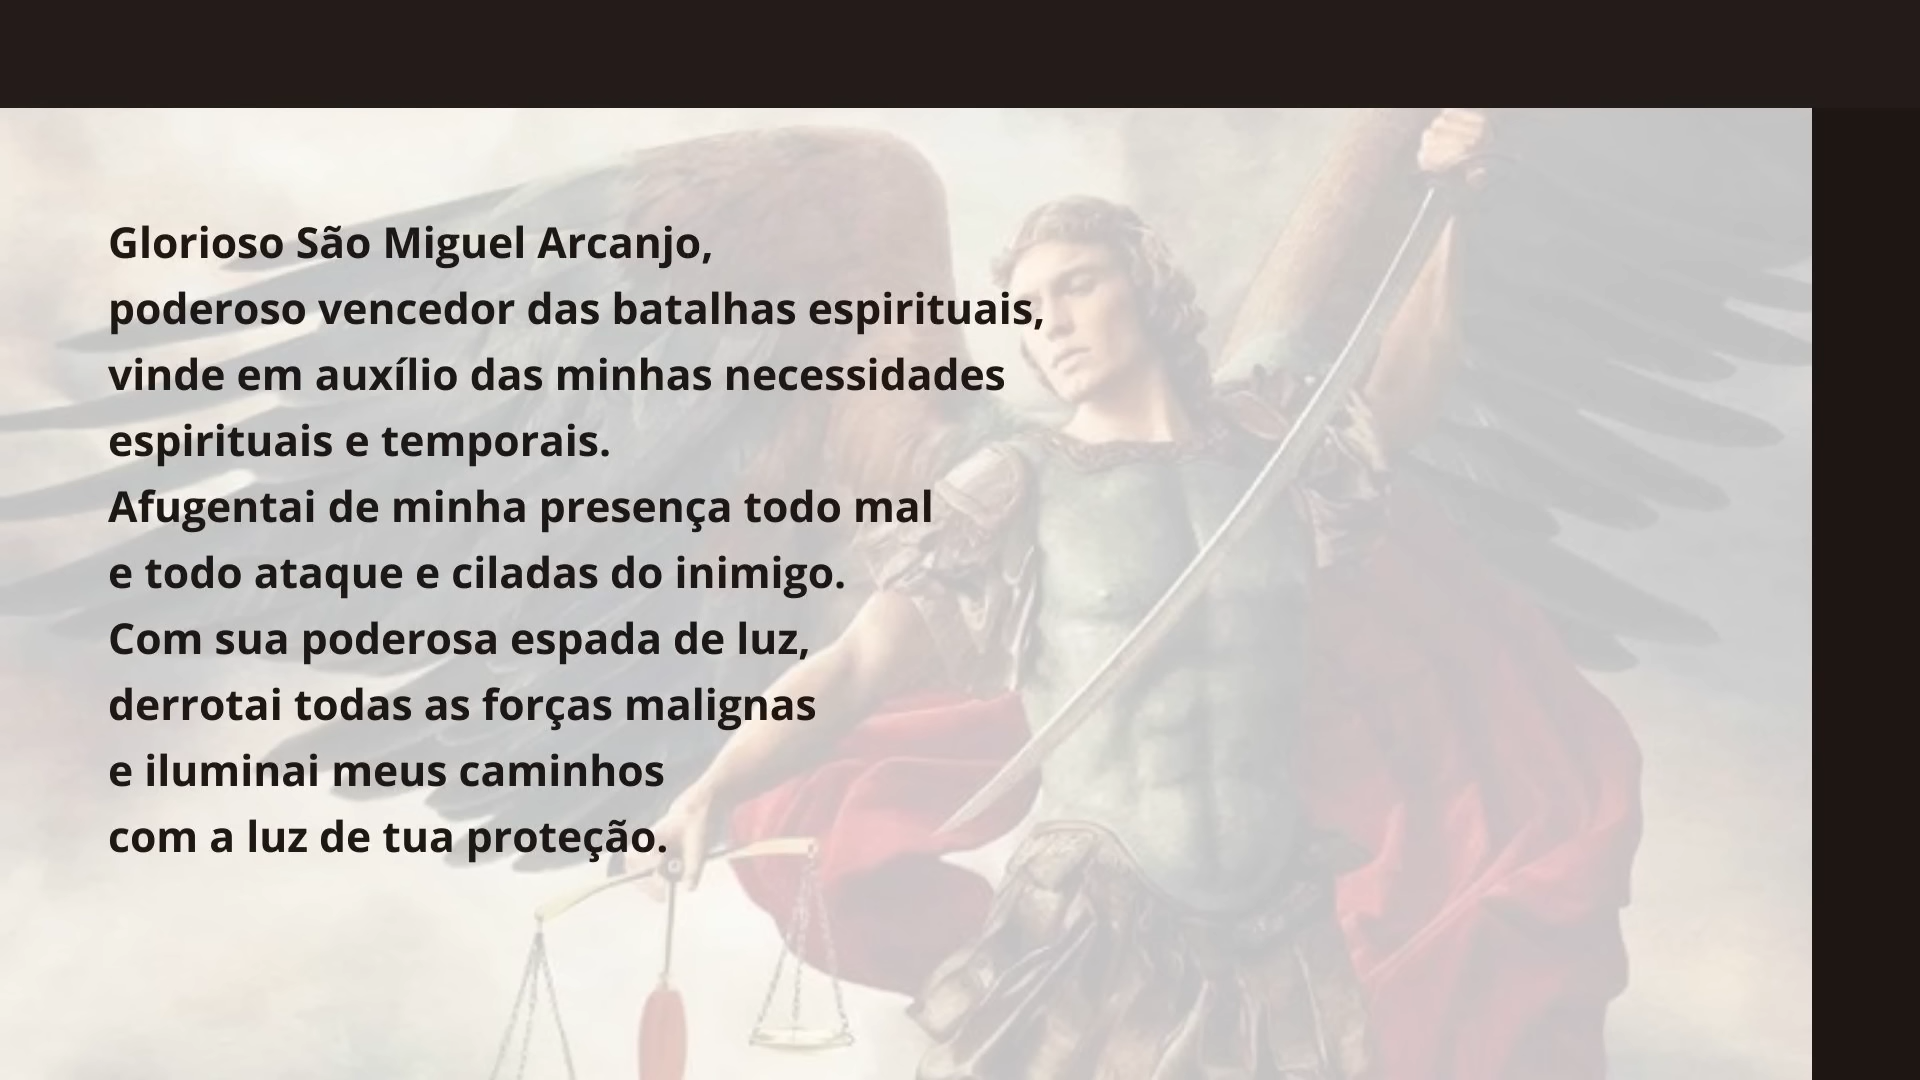 Glorioso São Miguel Arcanjo,
poderoso vencedor das batalhas espirituais,
vinde em auxílio das minhas necessidades
espirituais e temporais.
Afugentai de minha presença todo mal
e todo ataque e ciladas do inimigo.
Com sua poderosa espada de luz,
derrotai todas as forças malignas
e iluminai meus caminhos
com a luz de tua proteção.